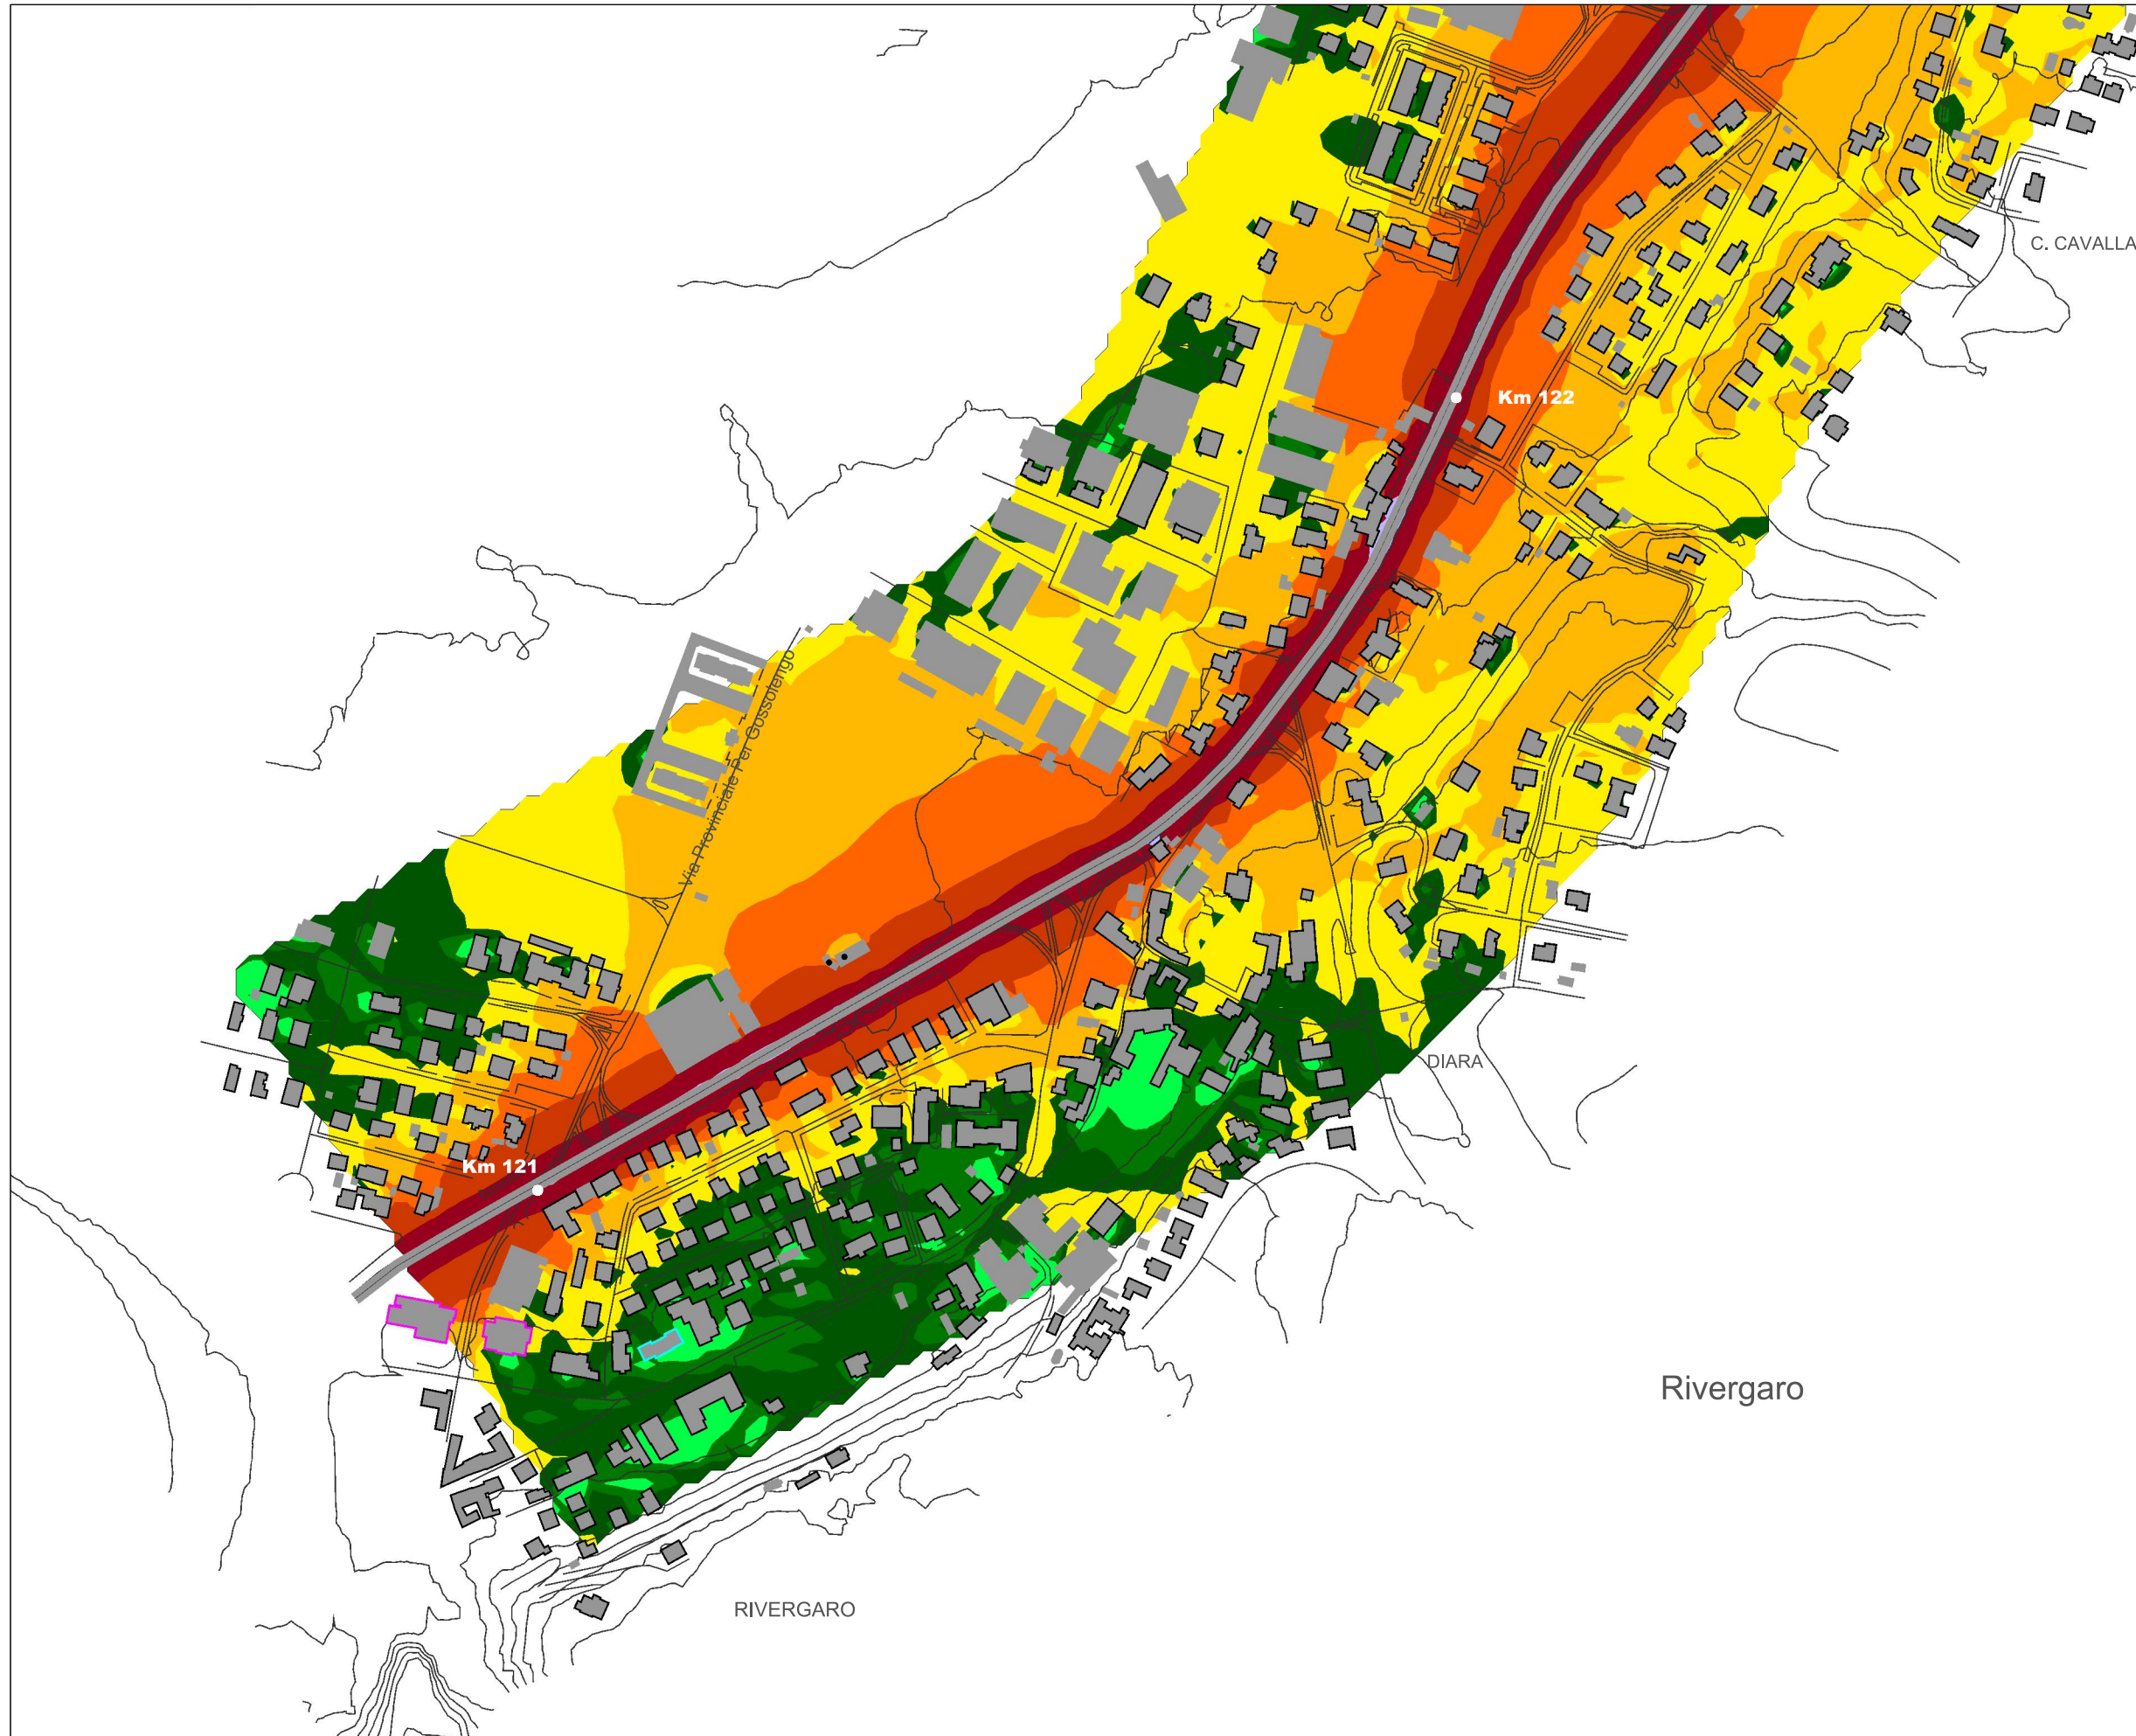 C. CAVALLA
Km 122
Via Provinciale Per Gossolengo
DIARA
Km 121
Rivergaro
RIVERGARO